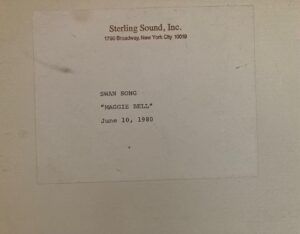 Sterling Sound, Inc.
1790 Broadway, New York City 10019
SWAN SONG
"MAGGIE BELL"
June 10, 1980